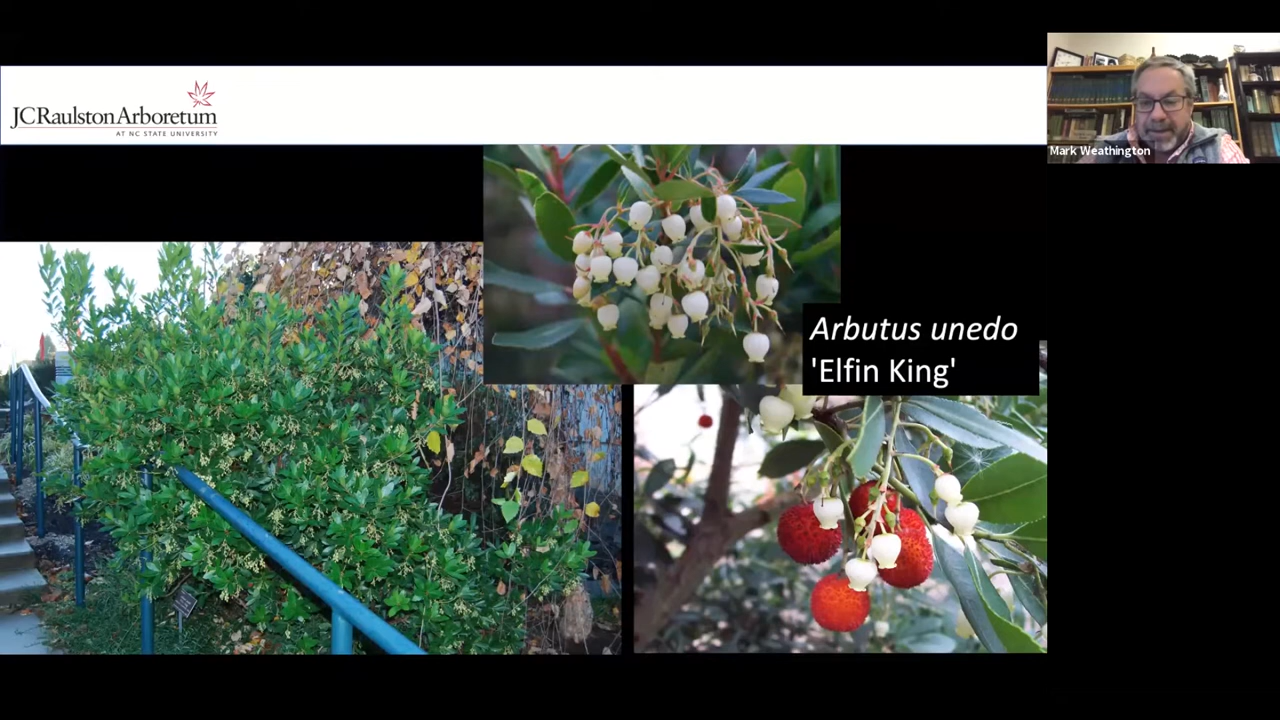 JCRaulston Arboretum
AT NC STATE UNIVERSITY
Mark Weathington
Arbutus unedo
'Elfin King'